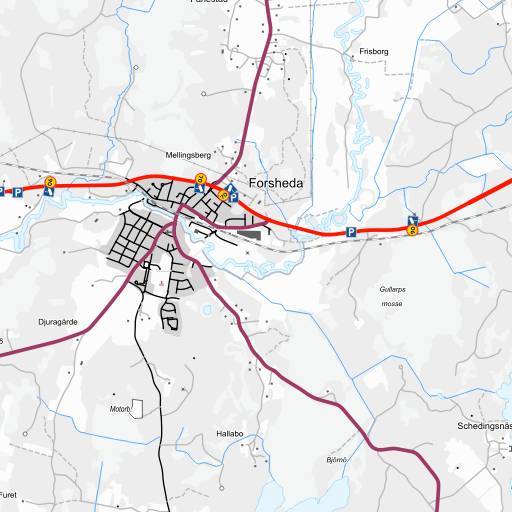 Frisborg
Mellingsberg
Forsheda
P
P
P
P
Gullarps
mosse
Djuragärde
Motorb
Hallabo
Björnö
Schedingsnäs
Furet